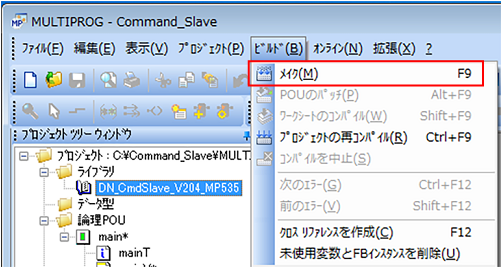 MULTIPROG - Command_Slave
ﾌｧｲﾙ(F) 編集(E) 表示(V) ﾌﾟﾛｼﾞｪｸﾄ(P) ﾋﾞﾙﾄﾞ(B) ｵﾝﾗｲﾝ(N) 拡張(X) ?
ﾒｲｸ(M) F9
POUのﾊﾟｯﾁ(P) Alt+F9
ﾜｰｸｼｰﾄのｺﾝﾊﾟｲﾙ(W) Shift+F9
ﾌﾟﾛｼﾞｪｸﾄの再ｺﾝﾊﾟｲﾙ(R) Ctrl+F9
ｺﾝﾊﾟｲﾙを中止(S)
次のｴﾗｰ(G) Ctrl+F12
前のｴﾗｰ(V) Shift+F12
ｸﾛｽ ﾘﾌｧﾚﾝｽを作成(C) F12
未使用変数とFBｲﾝｽﾀﾝｽを削除(U)
ﾌﾟﾛｼﾞｪｸﾄ ﾂﾘｰ ｳｨﾝﾄﾞｳ
ﾌﾟﾛｼﾞｪｸﾄ : C:¥Command_Slave¥MULT
ﾗｲﾌﾞﾗﾘ
DN_CmdSlave_V204_MP535
ﾃﾞｰﾀ型
論理POU
main*
mainT